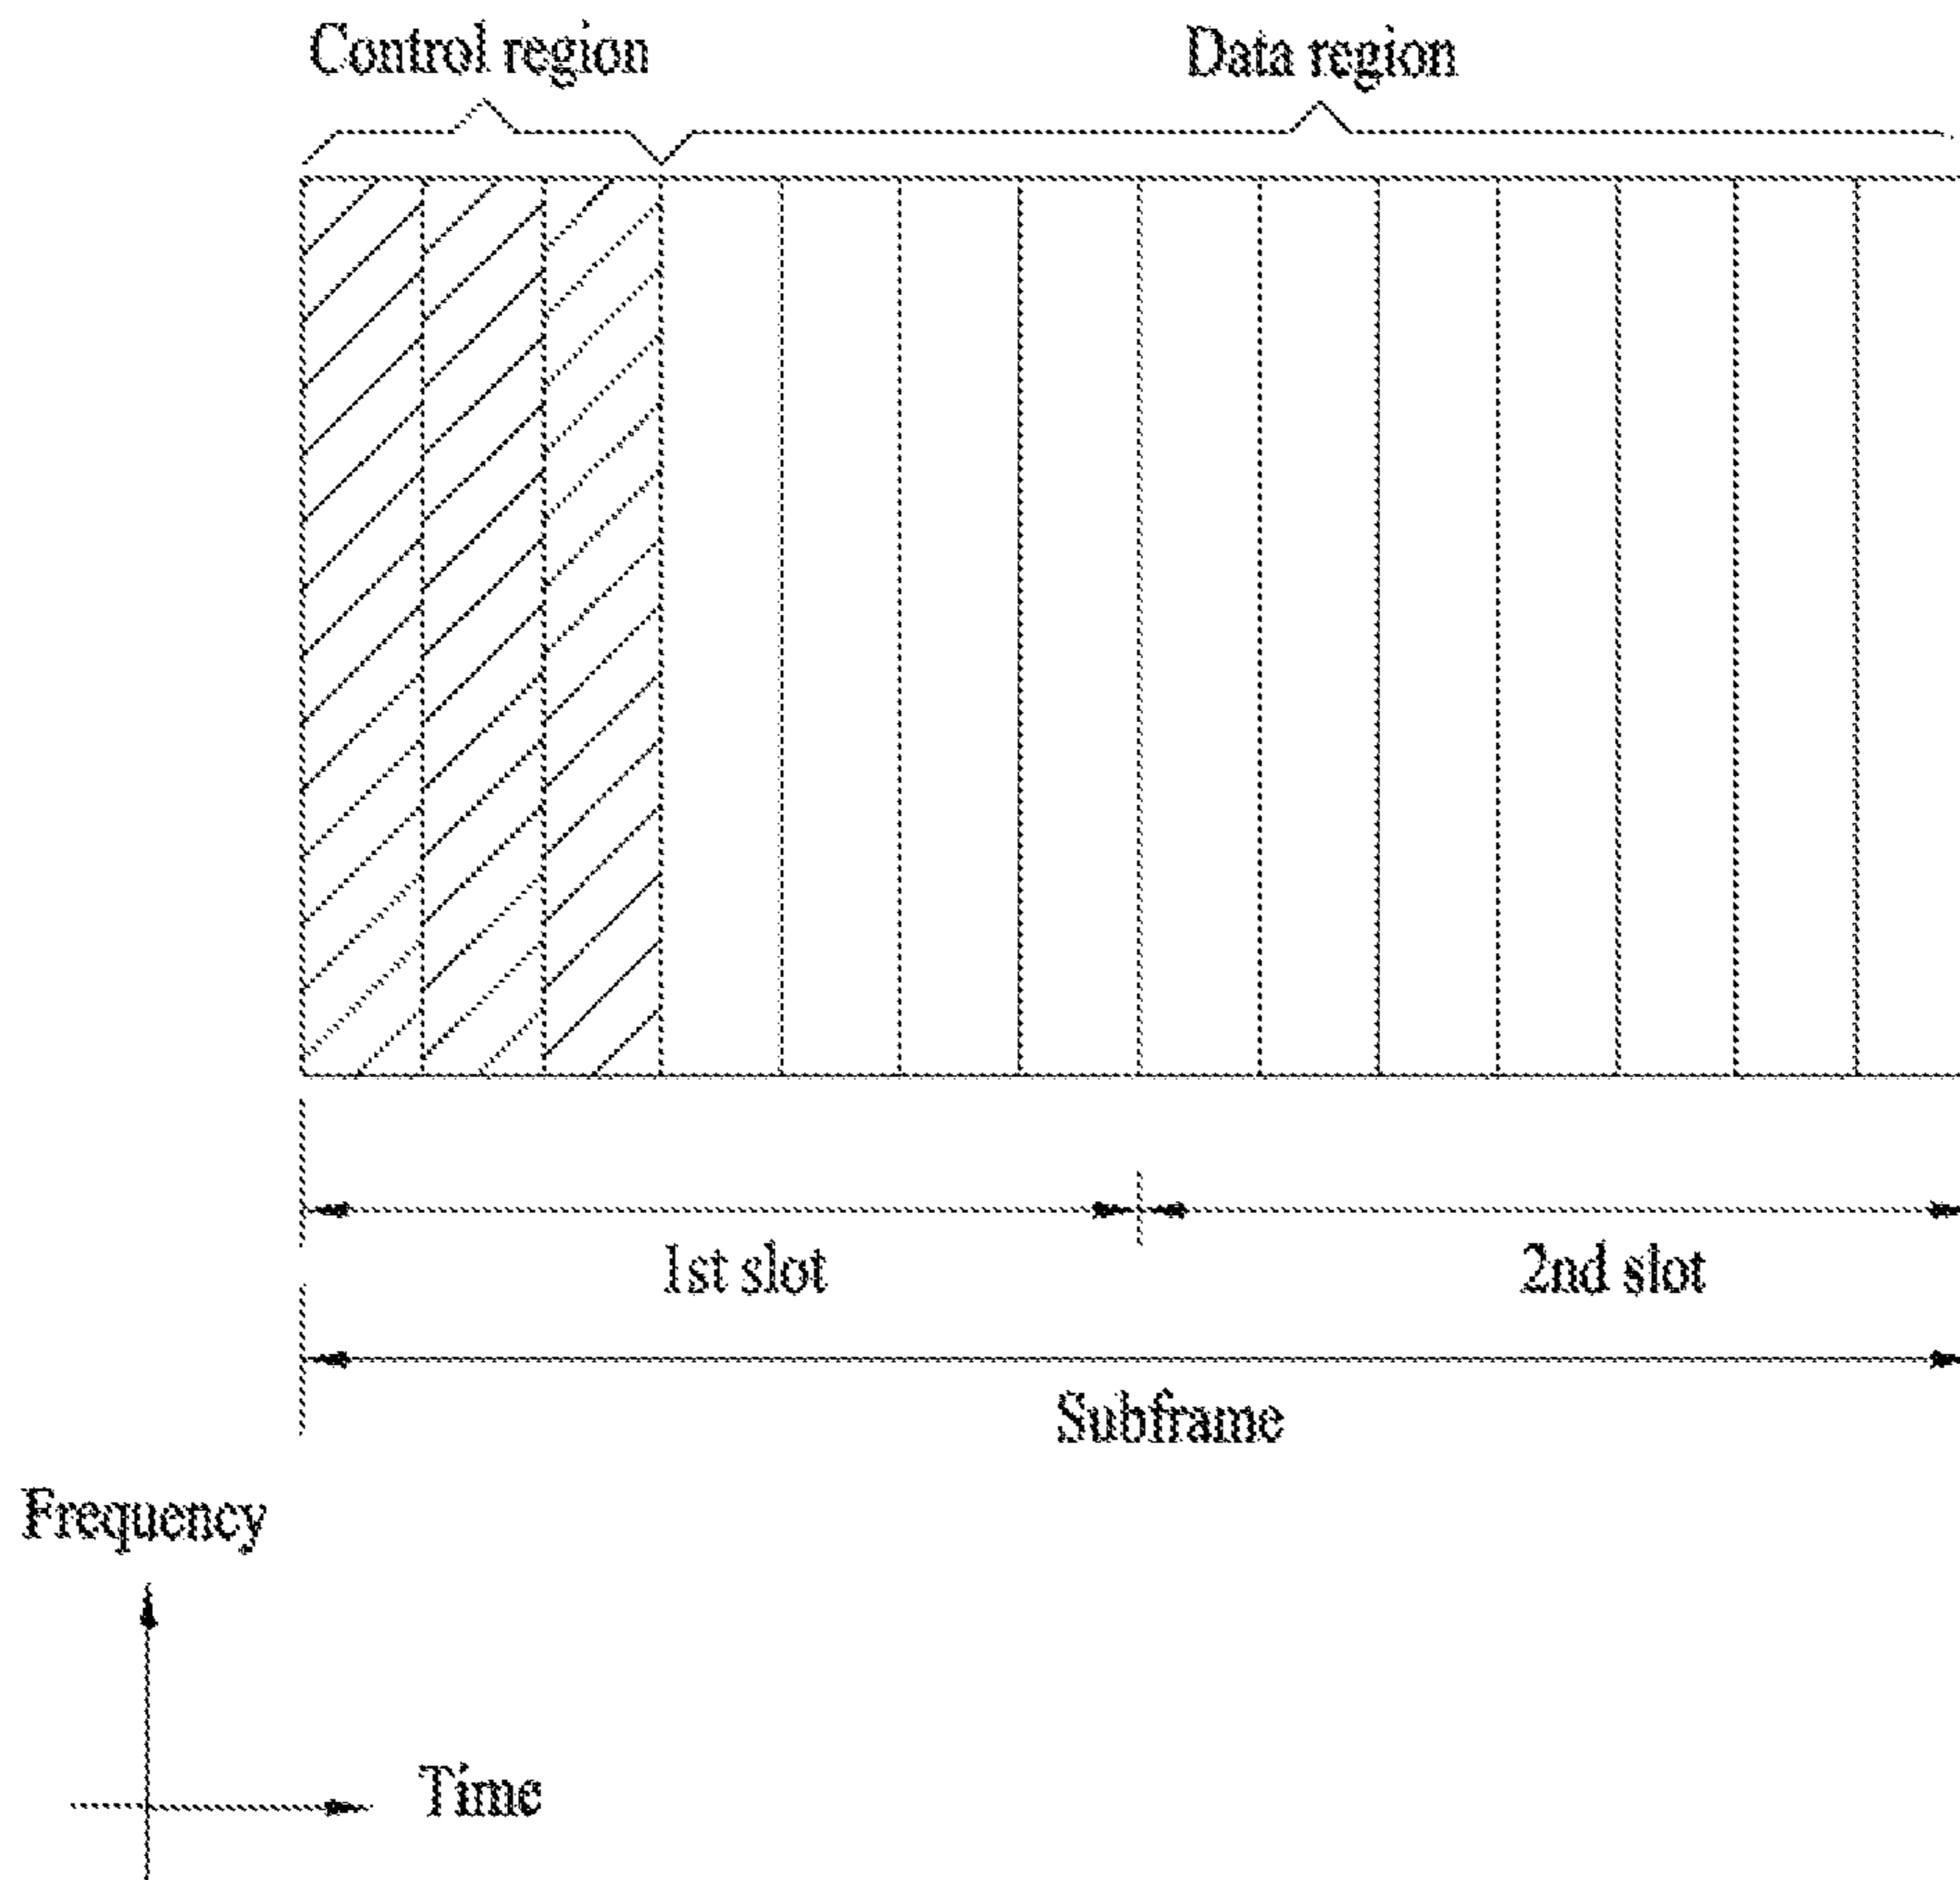 Control region
Data region
1st slot
2nd slot
Subframe
Frequency
Time